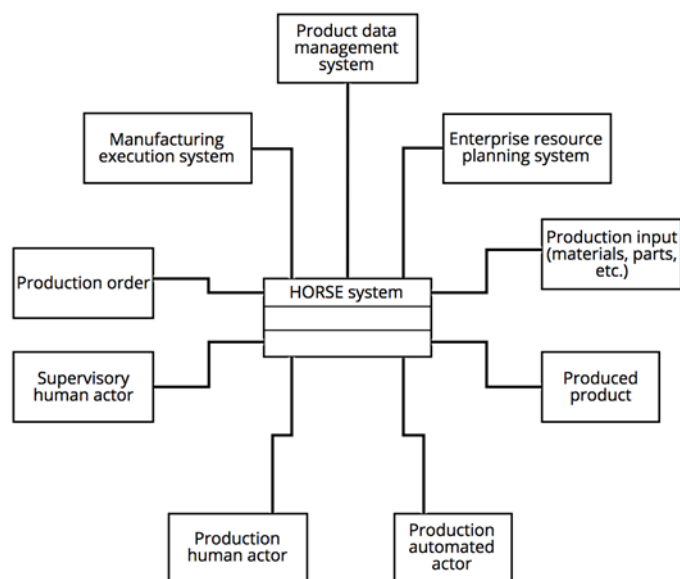 Product data
management
system
Manufacturing
execution system
Enterprise resource
planning system
Production order
HORSE system
Production input
(materials, parts,
etc.)
Supervisory
human actor
Produced
product
Production
human actor
Production
automated
actor